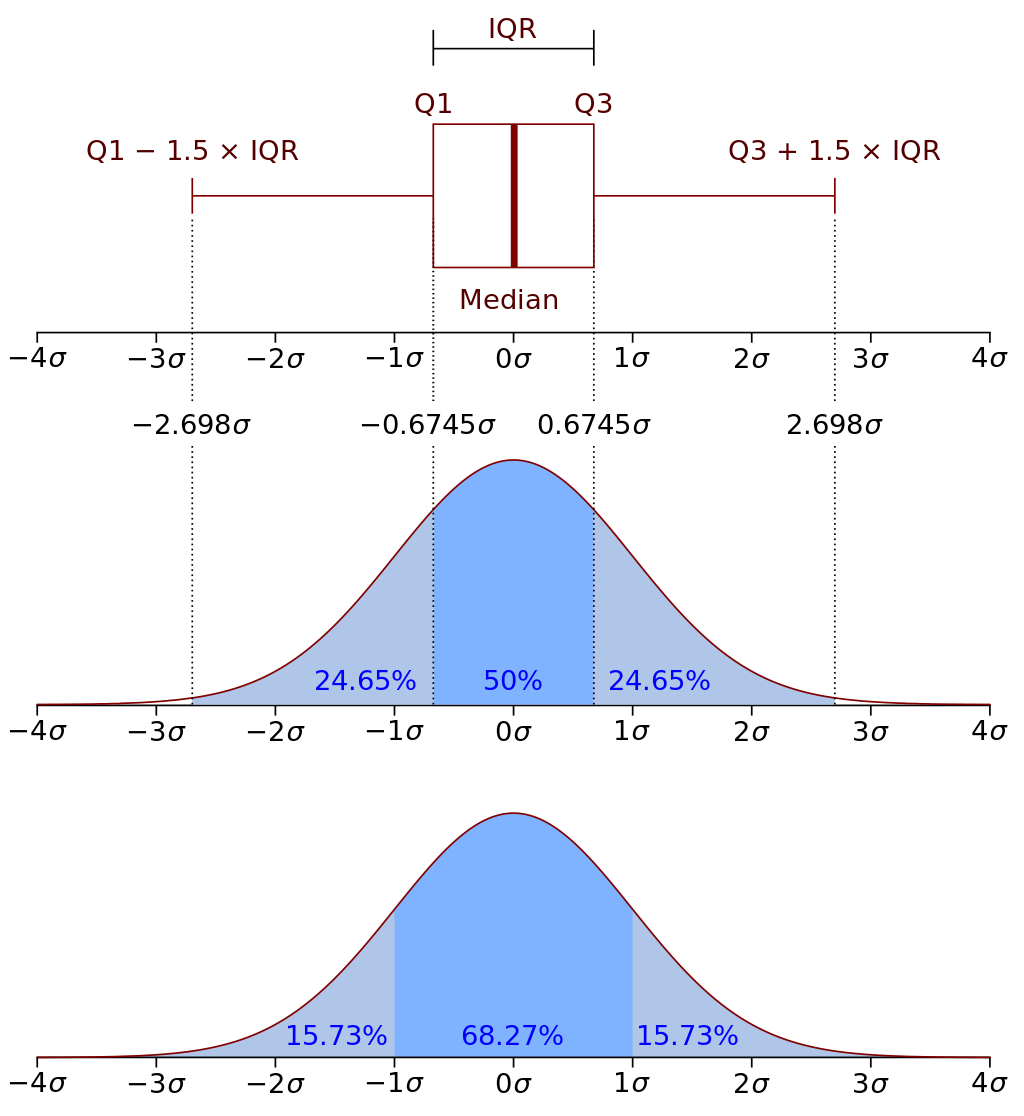 IQR
Q1 Q3
Q1 − 1.5 × IQR Q3 + 1.5 × IQR
Median
−4σ −3σ −2σ −1σ 0σ 1σ 2σ 3σ 4σ
−2.698σ −0.6745σ 0.6745σ 2.698σ
24.65% 50% 24.65%
−4σ −3σ −2σ −1σ 0σ 1σ 2σ 3σ 4σ
15.73% 68.27% 15.73%
−4σ −3σ −2σ −1σ 0σ 1σ 2σ 3σ 4σ